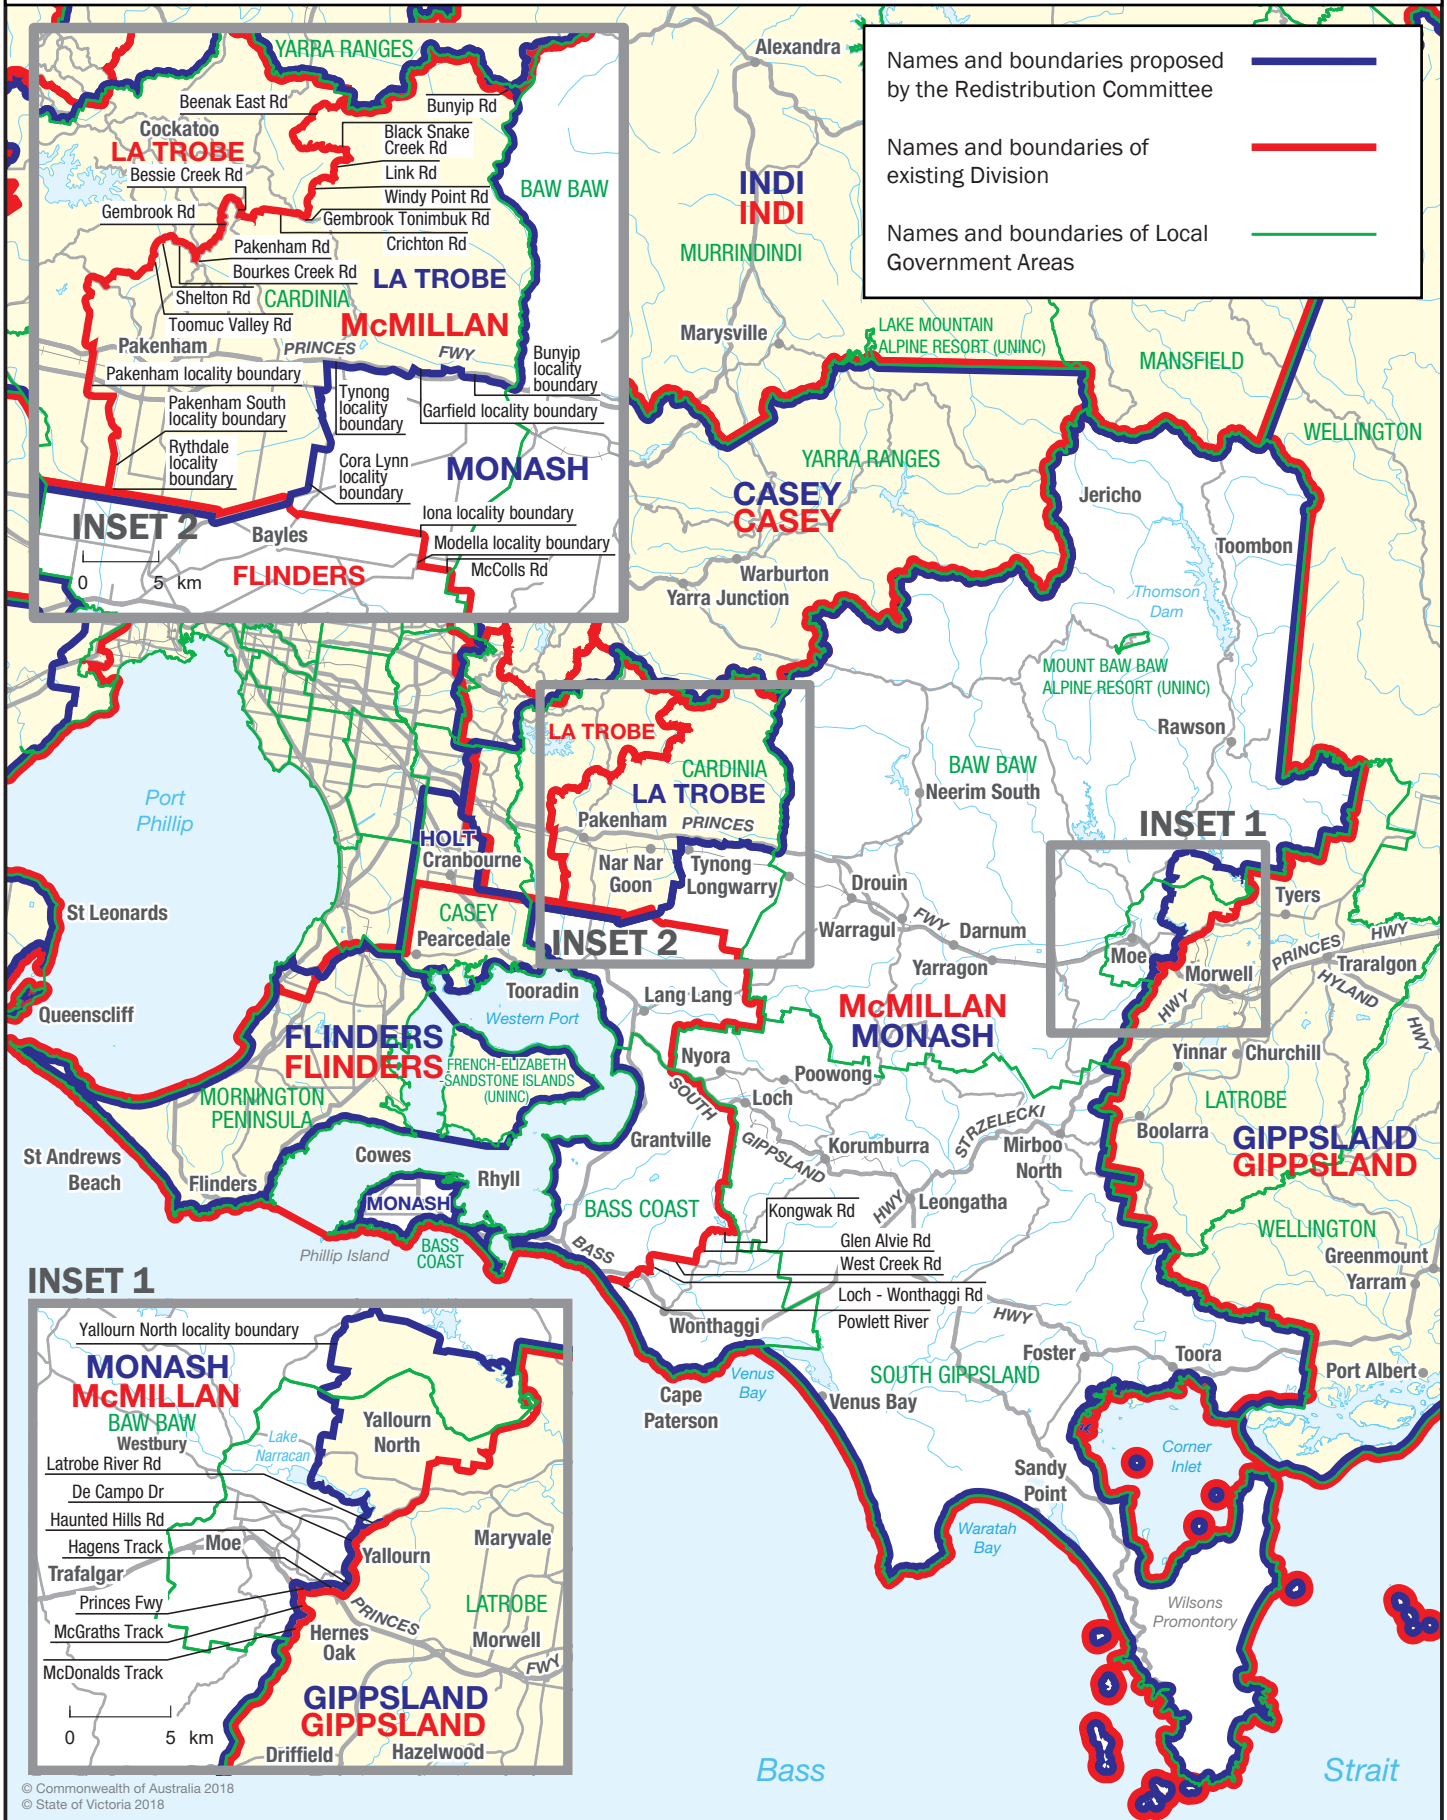 Names and boundaries proposed
by the Redistribution Committee
Names and boundaries of
existing Division
Names and boundaries of Local
Government Areas
YARRA RANGES
Beenak East Rd
Bunyip Rd
Cockatoo
LA TROBE
Black Snake
Creek Rd
Bessie Creek Rd
Link Rd
Windy Point Rd
BAW BAW
Gembrook Rd
Gembrook Tonimbuk Rd
Pakenham Rd
Crichton Rd
Bourkes Creek Rd
LA TROBE
Shelton Rd
CARDINIA
Toomuc Valley Rd
McMILLAN
Pakenham
PRINCES
FWY
Bunyip
locality
boundary
Pakenham locality boundary
Tynong
locality
boundary
Garfield locality boundary
Pakenham South
locality boundary
Rythdale
locality
boundary
Cora Lynn
locality
boundary
MONASH
INSET 2
Bayles
Iona locality boundary
Modella locality boundary
McColls Rd
FLINDERS
0 5 km
Alexandra
INDI
INDI
MURRINDINDI
Marysville
LAKE MOUNTAIN
ALPINE RESORT (UNINC)
MANSFIELD
WELLINGTON
YARRA RANGES
CASEY
CASEY
Jericho
Toombon
Warburton
Yarra Junction
Thomson
Dam
MOUNT BAW BAW
ALPINE RESORT (UNINC)
Rawson
LA TROBE
CARDINIA
LA TROBE
BAW BAW
Neerim South
Port
Phillip
Pakenham
PRINCES
INSET 1
HOLT
Cranbourne
Nar Nar
Goon
Tynong
Longwarry
Drouin
Tyers
St Leonards
CASEY
Warragul
FWY
Darnum
Pearcedale
INSET 2
Yarragon
Moe
PRINCES
HWY
Morwell
Traralgon
HYLAND
HWY
HWY
Tooradin
Lang Lang
Queenscliff
Western Port
McMILLAN
MONASH
FLINDERS
FLINDERS
FRENCH-ELIZABETH
-SANDSTONE ISLANDS
(UNINC)
Nyora
Yinnar
Churchill
Poowong
SOUTH
Loch
MORNINGTON
PENINSULA
LATROBE
STRZELECKI
Boolarra
GIPPSLAND
Korumburra
Mirboo
North
GIPPSLAND
GIPPSLAND
Grantville
St Andrews
Beach
Cowes
Flinders
Rhyll
MONASH
Leongatha
HWY
BASS COAST
Kongwak Rd
WELLINGTON
Phillip Island
BASS
COAST
BASS
Glen Alvie Rd
West Creek Rd
Greenmount
Yarram
Loch - Wonthaggi Rd
Powlett River
HWY
Wonthaggi
Foster
Toora
SOUTH GIPPSLAND
Port Albert
Venus
Bay
Venus Bay
Cape
Paterson
Corner
Inlet
Sandy
Point
Waratah
Bay
Wilsons
Promontory
Bass
Strait
INSET 1
Yallourn North locality boundary
MONASH
McMILLAN
BAW BAW
Westbury
Yallourn
North
Lake
Narracan
Latrobe River Rd
De Campo Dr
Haunted Hills Rd
Moe
Hagens Track
Maryvale
Yallourn
Trafalgar
Princes Fwy
LATROBE
PRINCES
McGraths Track
Hernes
Oak
Morwell
FWY
McDonalds Track
GIPPSLAND
GIPPSLAND
0 5 km
Driffield
Hazelwood
© Commonwealth of Australia 2018
© State of Victoria 2018